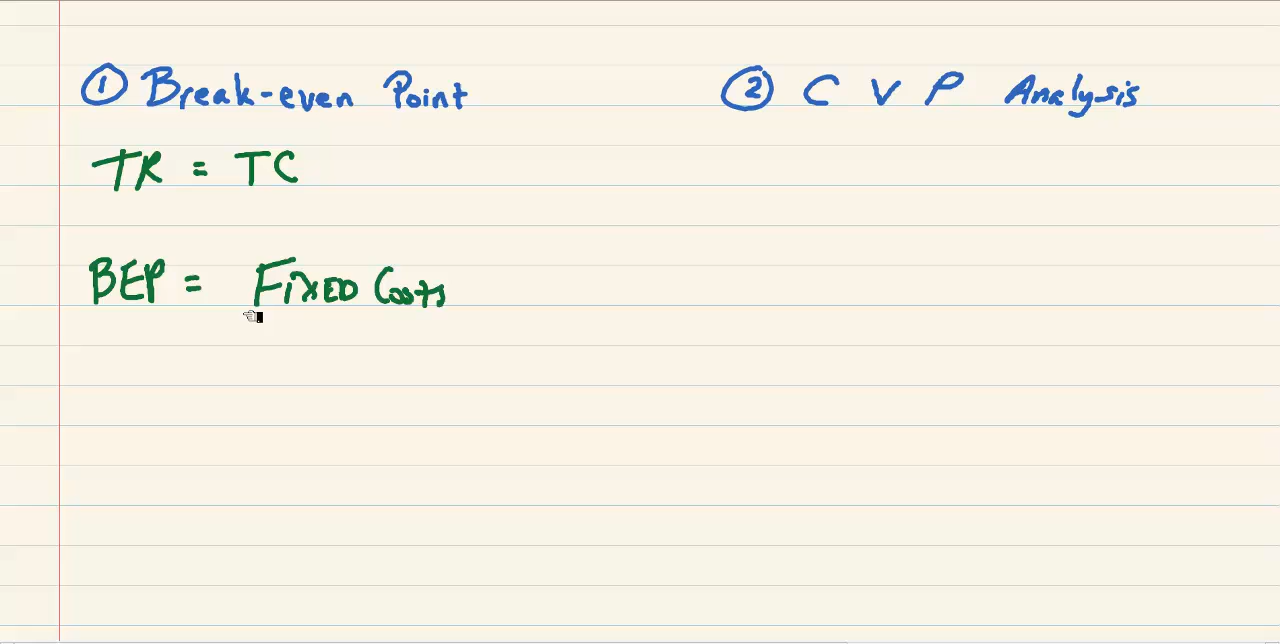 ① Break-even Point
② C V P Analysis
TR = TC
BEP = FixED Costs